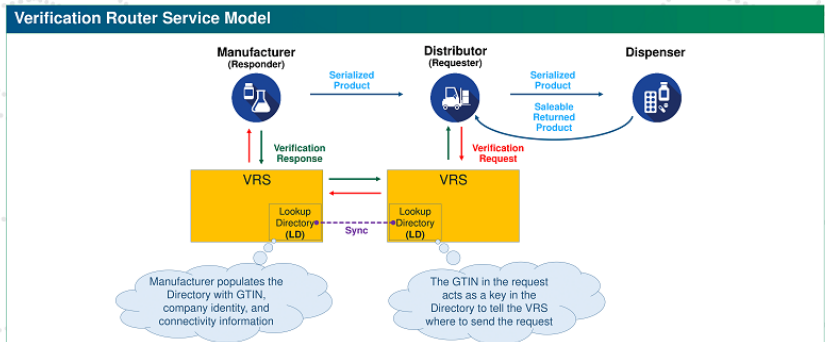 Verification Router Service Model
Manufacturer
(Responder)
Distributor
(Requester)
Dispenser
Serialized
Product
Serialized
Product
Saleable
Returned
Product
Verification
Response
Verification
Request
VRS
VRS
Lookup
Directory
(LD)
Sync
Lookup
Directory
(LD)
Manufacturer populates the
Directory with GTIN,
company identity, and
connectivity information
The GTIN in the request
acts as a key in the
Directory to tell the VRS
where to send the request